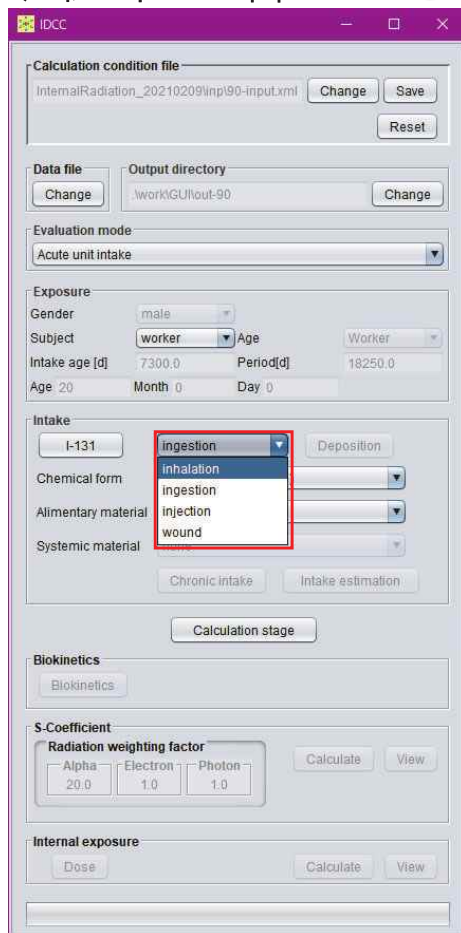 IDCC
Calculation condition file
InternalRadiation_20210209\inp\90-input.xml Change Save
Reset
Data file Output directory
Change .\work\GUI\out-90 Change
Evaluation mode
Acute unit intake
Exposure
Gender male
Subject worker Age Worker
Intake age [d] 7300.0 Period[d] 18250.0
Age 20 Month 0 Day 0
Intake
I-131 ingestion Deposition
inhalation
Chemical form
ingestion
Alimentary material injection
wound
Systemic material none
Chronic intake Intake estimation
Calculation stage
Biokinetics
Biokinetics
S-Coefficient
Radiation weighting factor
Alpha Electron Photon Calculate View
20.0 1.0 1.0
Internal exposure
Dose Calculate View